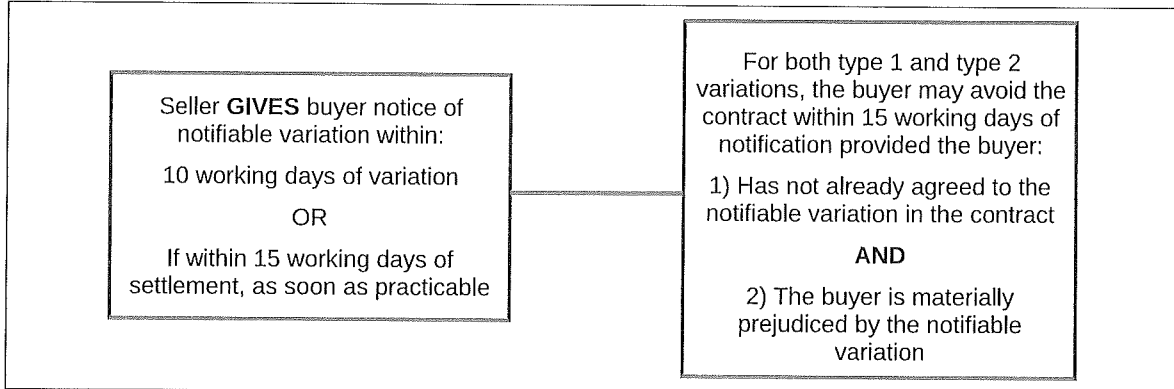 Seller GIVES buyer notice of
notifiable variation within:
10 working days of variation
OR
If within 15 working days of
settlement, as soon as practicable
For both type 1 and type 2
variations, the buyer may avoid the
contract within 15 working days of
notification provided the buyer:
1) Has not already agreed to the
notifiable variation in the contract
AND
2) The buyer is materially
prejudiced by the notifiable
variation